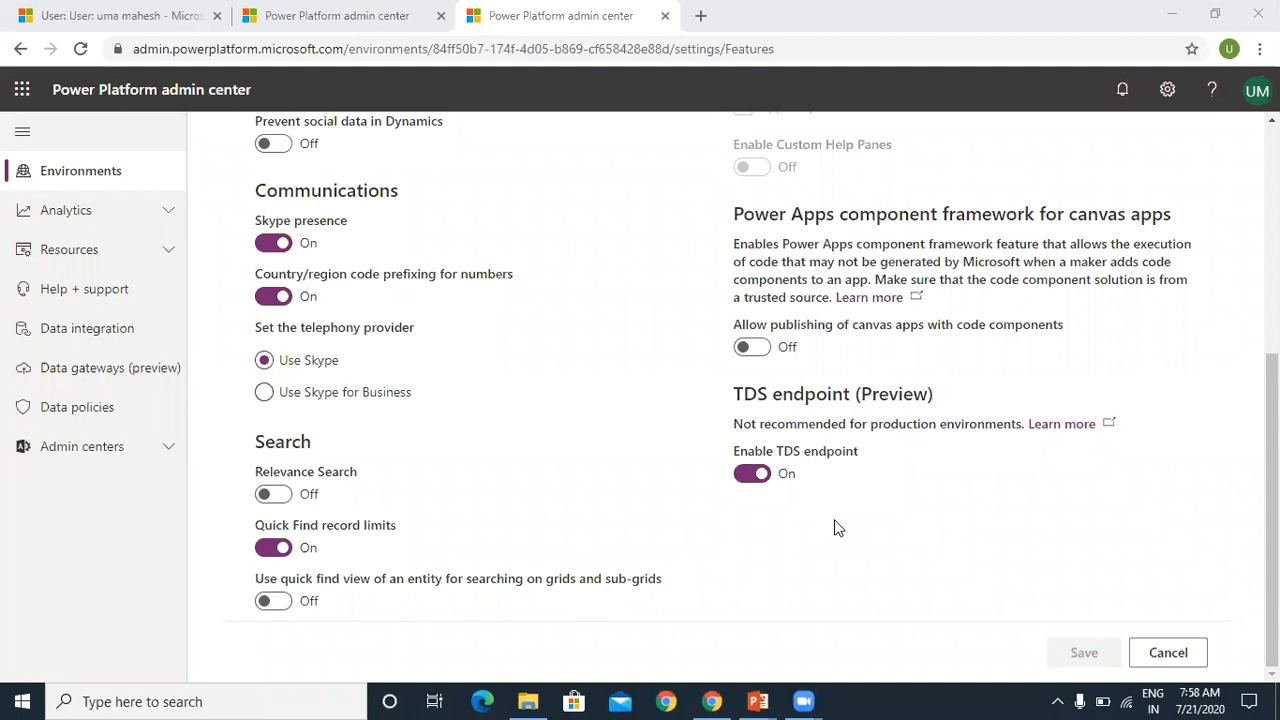 User: User: uma mahesh - Micros
Power Platform admin center
Power Platform admin center
admin.powerplatform.microsoft.com/environments/84ff50b7-174f-4d05-b869-cf658428e88d/settings/Features
U
Power Platform admin center
?
UM
Environments
Analytics
Resources
Help + support
Data integration
Data gateways (preview)
Data policies
Admin centers
Prevent social data in Dynamics
Off
Communications
Skype presence
On
Country/region code prefixing for numbers
On
Set the telephony provider
Use Skype
Use Skype for Business
Search
Relevance Search
Off
Quick Find record limits
On
Use quick find view of an entity for searching on grids and sub-grids
Off
Enable Custom Help Panes
Off
Power Apps component framework for canvas apps
Enables Power Apps component framework feature that allows the execution
of code that may not be generated by Microsoft when a maker adds code
components to an app. Make sure that the code component solution is from
a trusted source. Learn more
Allow publishing of canvas apps with code components
Off
TDS endpoint (Preview)
Not recommended for production environments. Learn more
Enable TDS endpoint
On
Save
Cancel
Type here to search
ENG
IN
7:58 AM
7/21/2020